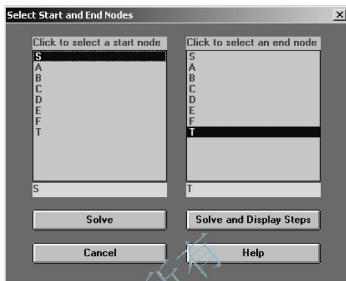 Select Start and End Nodes
Click to select a start node
S
A
B
C
D
E
F
T
S
Click to select an end node
S
A
B
C
D
E
F
T
T
Solve
Solve and Display Steps
Cancel
Help